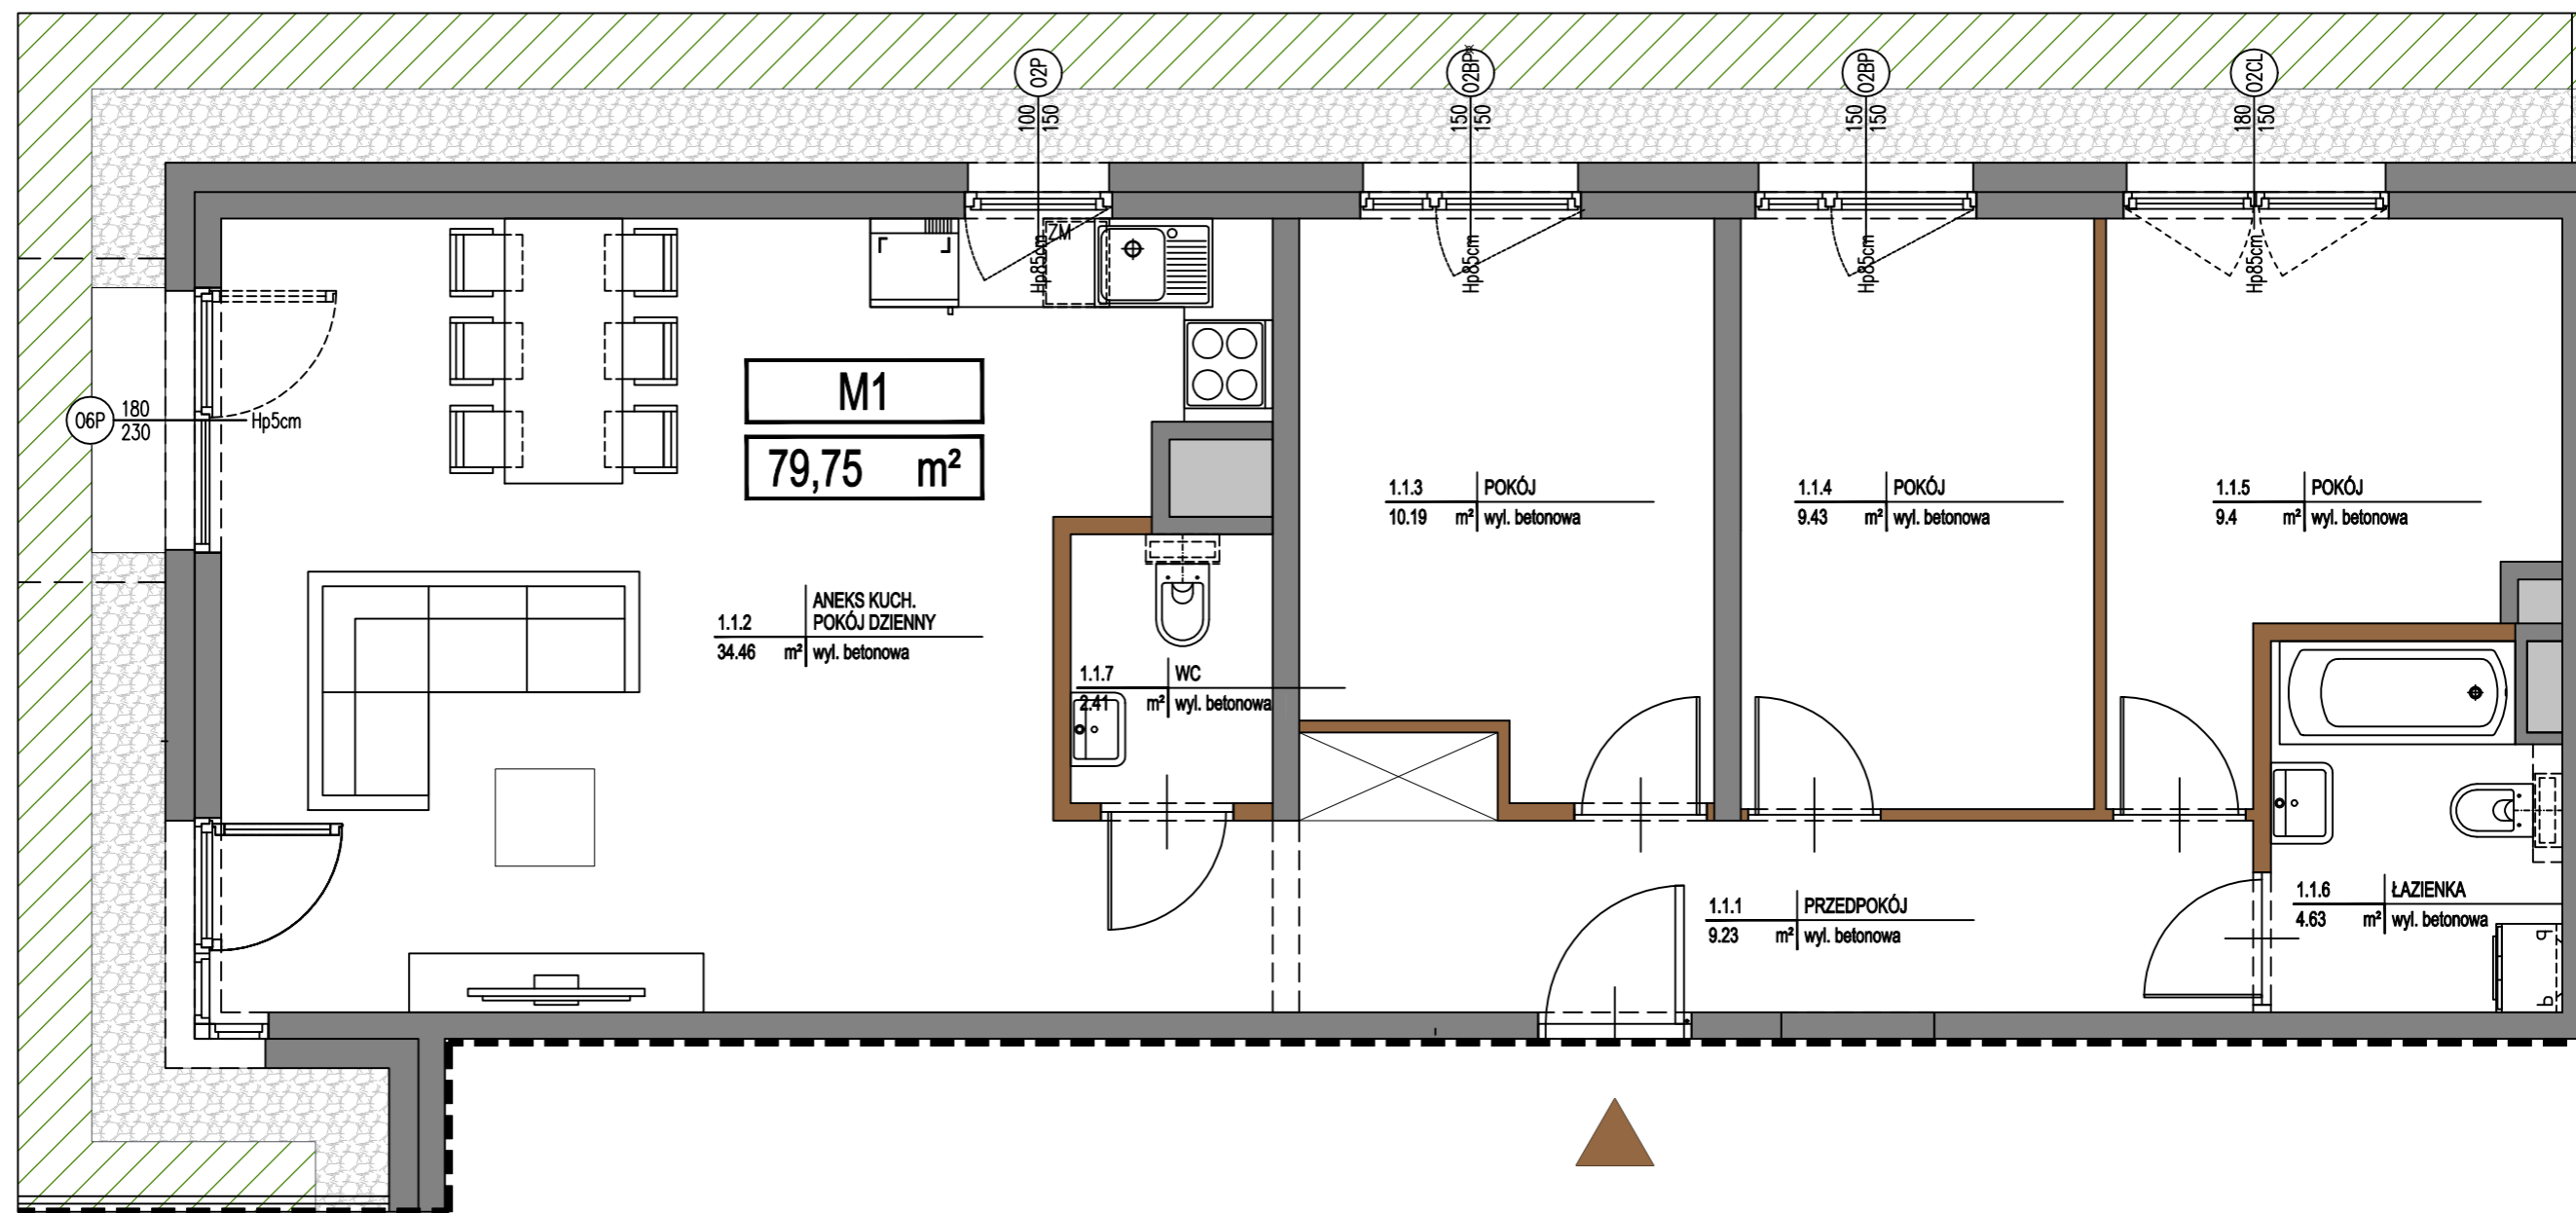 02P
100
150
Hp85cm
02BPx
150
150
Hp85cm
02BP
150
150
Hp85cm
02CL
180
150
Hp85cm
ZM
06P
180
230
Hp5cm
M1
79,75 m²
1.1.3 POKÓJ
10.19 m² wyl. betonowa
1.1.4 POKÓJ
9.43 m² wyl. betonowa
1.1.5 POKÓJ
9.4 m² wyl. betonowa
ANEKS KUCH.
1.1.2 POKÓJ DZIENNY
34.46 m² wyl. betonowa
1.1.7 WC
2.41 m² wyl. betonowa
1.1.1 PRZEDPOKÓJ
9.23 m² wyl. betonowa
1.1.6 ŁAZIENKA
4.63 m² wyl. betonowa